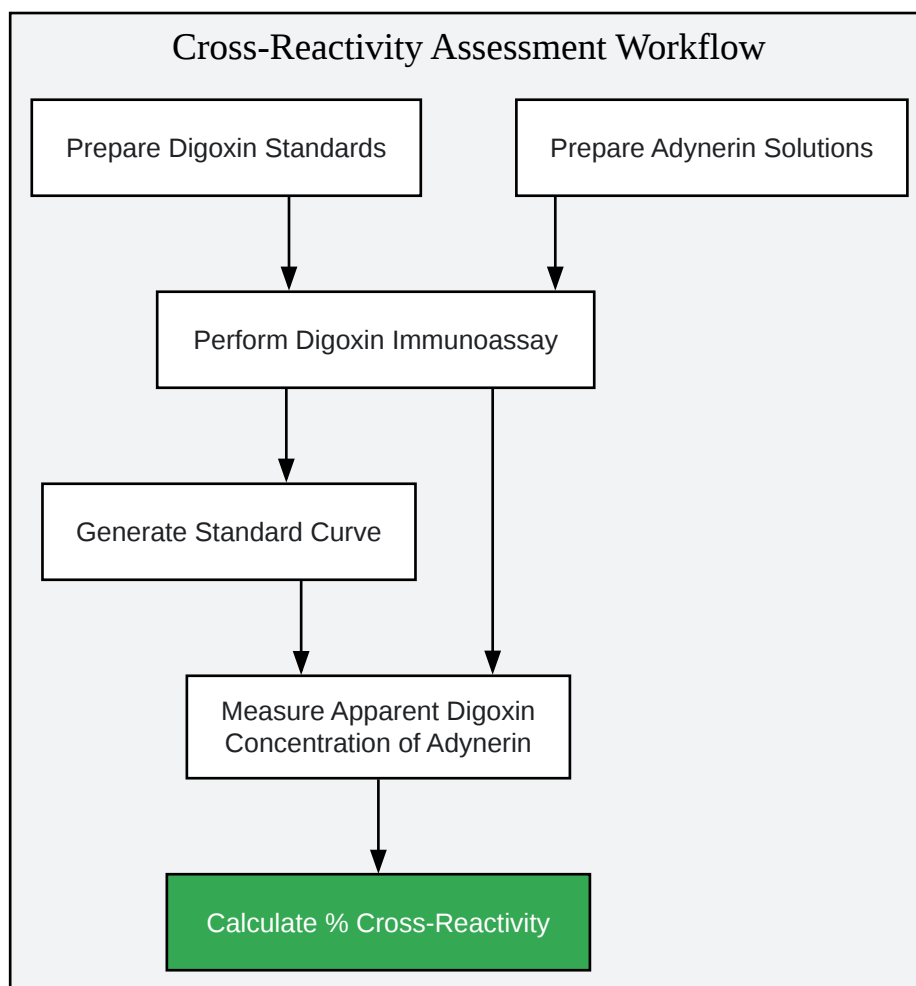 Cross-Reactivity Assessment Workflow
Prepare Digoxin Standards
Prepare Adynerin Solutions
Perform Digoxin Immunoassay
Generate Standard Curve
Measure Apparent Digoxin
Concentration of Adynerin
Calculate % Cross-Reactivity